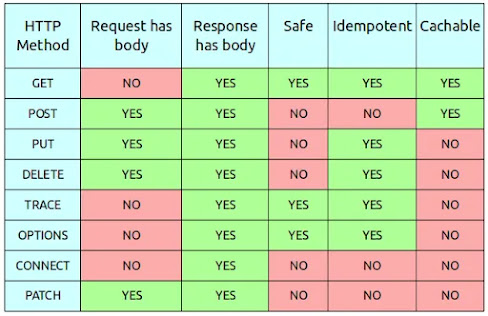 HTTP Method Request has body Response has body Safe Idempotent Cachable
GET NO YES YES YES YES
POST YES YES NO NO YES
PUT YES YES NO YES NO
DELETE YES YES NO YES NO
TRACE NO YES YES YES NO
OPTIONS NO YES YES YES NO
CONNECT NO YES NO NO NO
PATCH YES YES NO NO NO